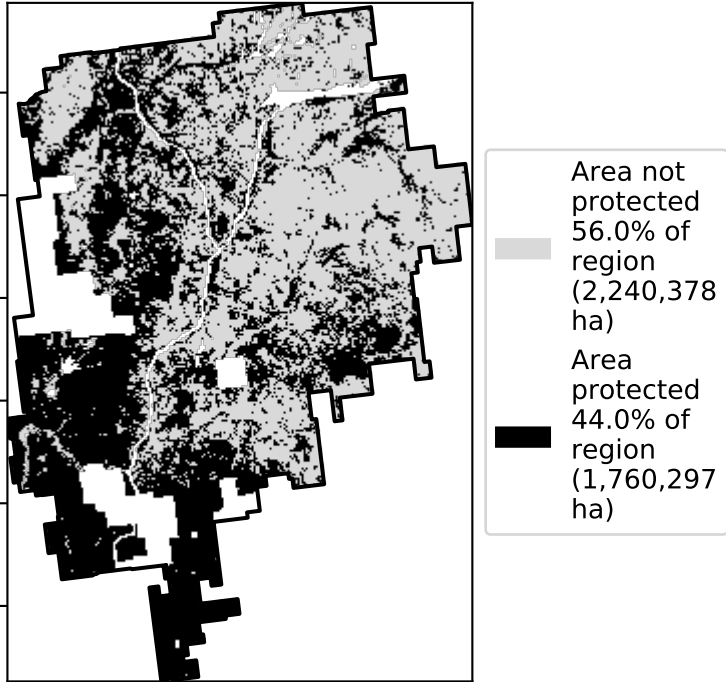 Area not
protected
56.0% of
region
(2,240,378
ha)
Area
protected
44.0% of
region
(1,760,297
ha)